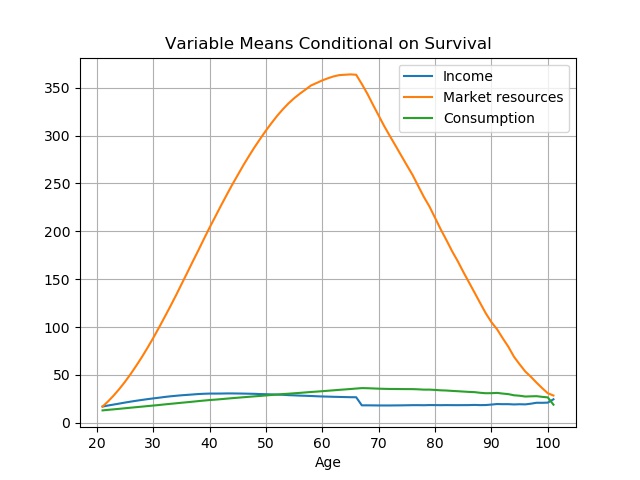 Variable Means Conditional on Survival
Income
Market resources
Consumption
350
300
250
200
150
100
50
0
20 30 40 50 60 70 80 90 100
Age